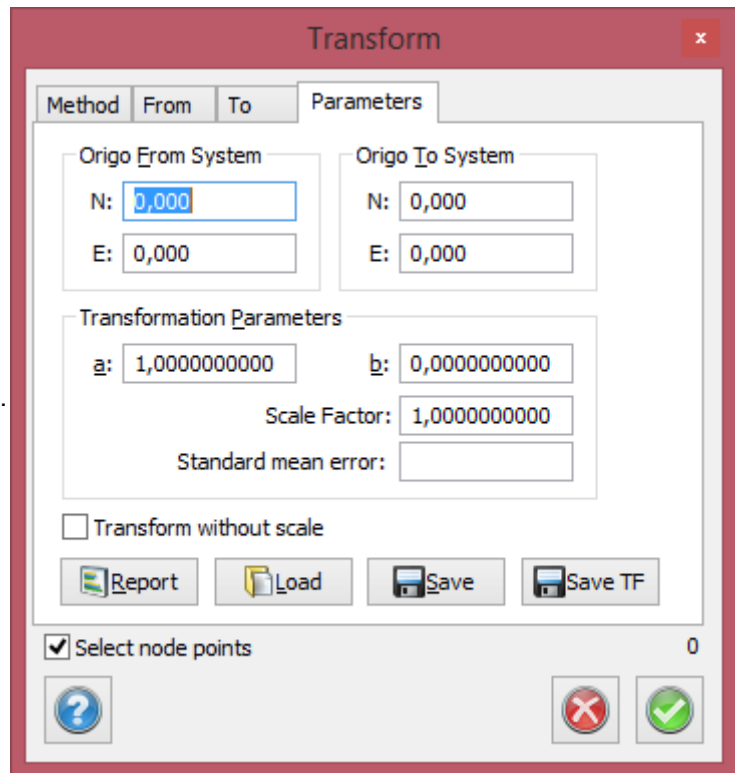 Transform
x
Method From To Parameters
Origo From System Origo To System
N: 0,000 N: 0,000
E: 0,000 E: 0,000
Transformation Parameters
a: 1,0000000000 b: 0,0000000000
.
Scale Factor: 1,0000000000
Standard mean error:
Transform without scale
Report Load Save Save TF
Select node points 0
?